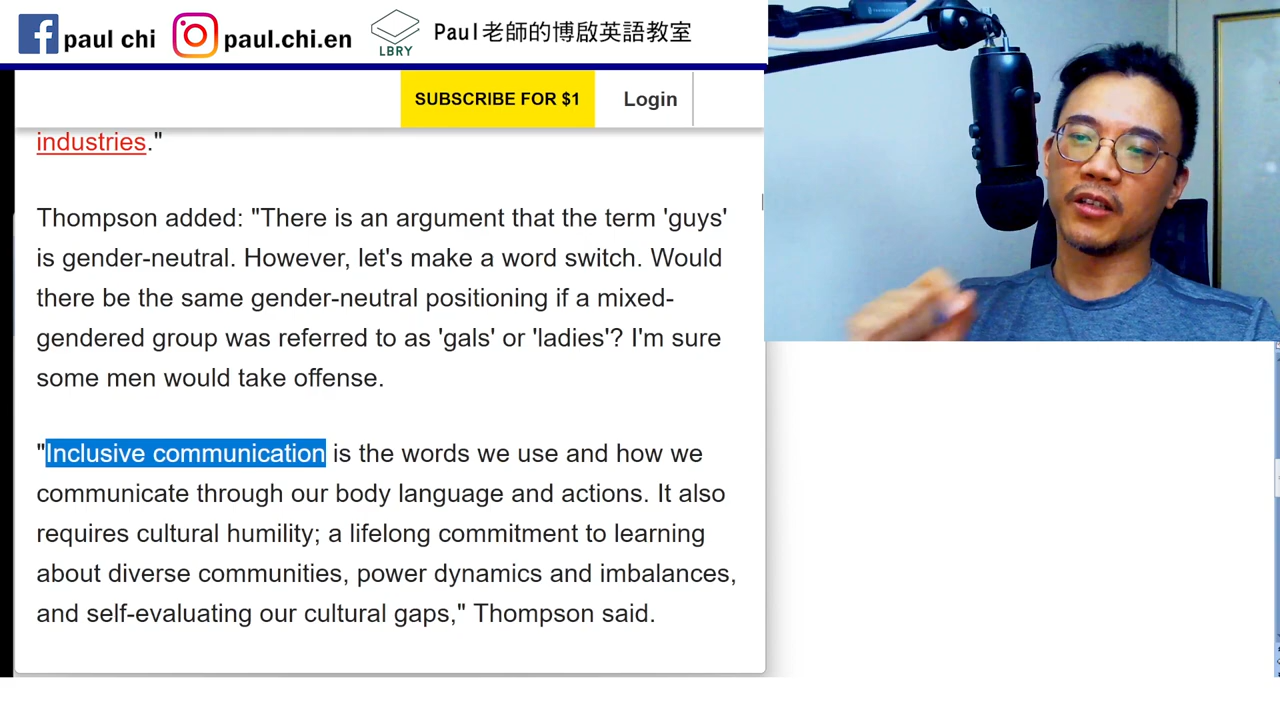 paul chi
paul.chi.en
LBRY
Paul老師的博啟英語教室
SUBSCRIBE FOR $1
Login
industries."
Thompson added: "There is an argument that the term 'guys'
is gender-neutral. However, let's make a word switch. Would
there be the same gender-neutral positioning if a mixed-
gendered group was referred to as 'gals' or 'ladies'? I'm sure
some men would take offense.
"Inclusive communication is the words we use and how we
communicate through our body language and actions. It also
requires cultural humility; a lifelong commitment to learning
about diverse communities, power dynamics and imbalances,
and self-evaluating our cultural gaps," Thompson said.